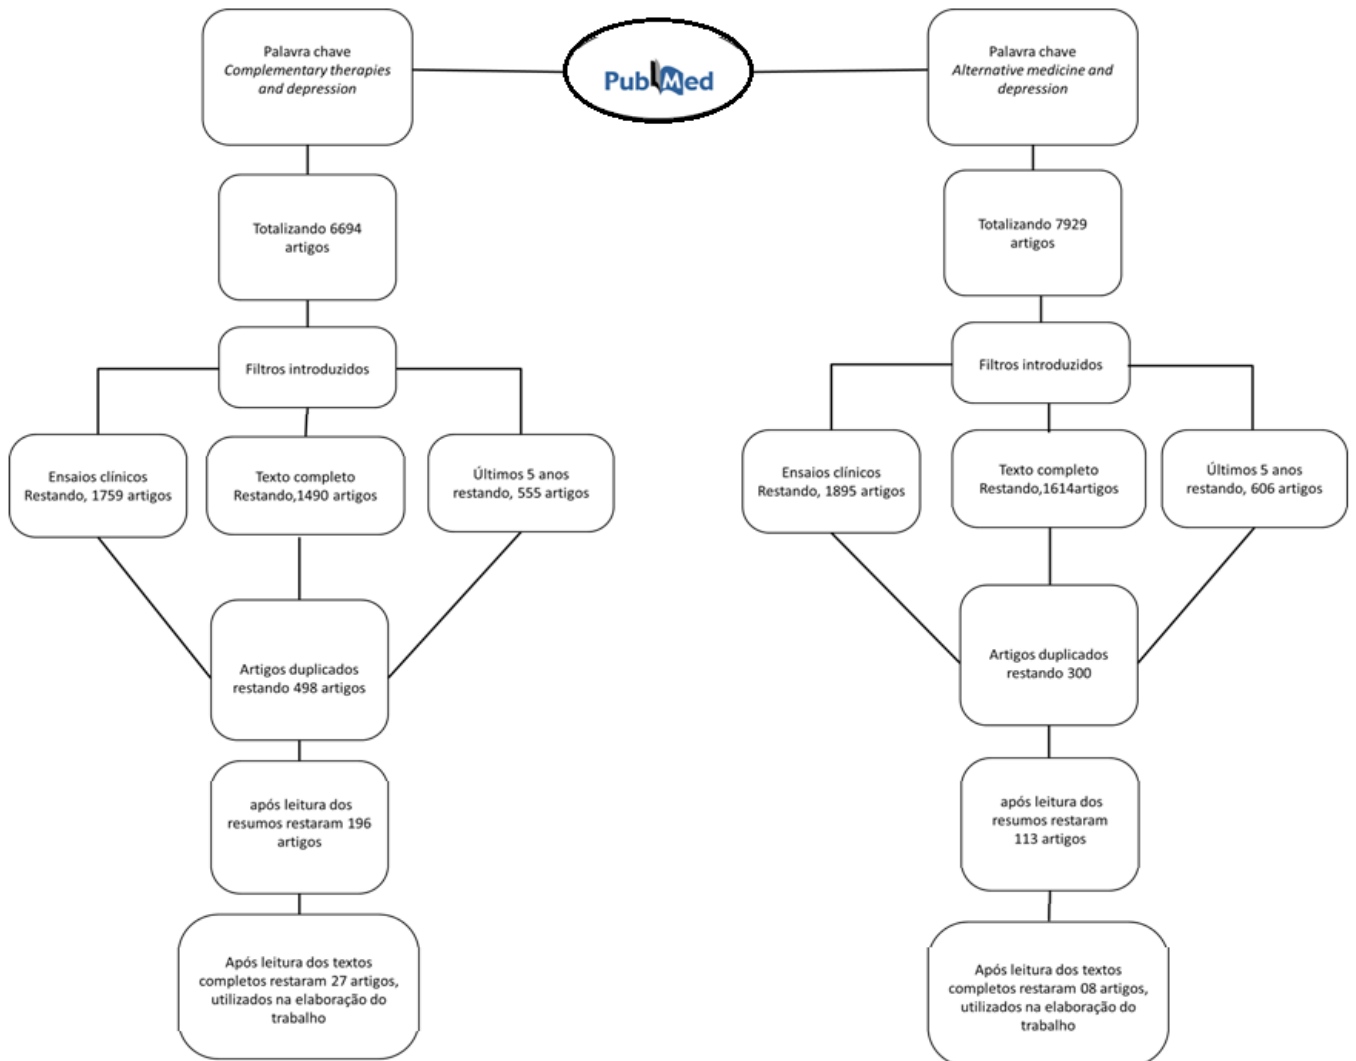 PubMed
Palavra chave
Complementary therapies
and depression
Totalizando 6694
artigos
Filtros introduzidos
Ensaios clínicos
Restando, 1759 artigos
Texto completo
Restando,1490 artigos
Últimos 5 anos
restando, 555 artigos
Artigos duplicados
restando 498 artigos
após leitura dos
resumos restaram 196
artigos
Após leitura dos textos
completos restaram 27 artigos,
utilizados na elaboração do
trabalho
Palavra chave
Alternative medicine and
depression
Totalizando 7929
artigos
Filtros introduzidos
Ensaios clínicos
Restando, 1895 artigos
Texto completo
Restando,1614artigos
Últimos 5 anos
restando, 606 artigos
Artigos duplicados
restando 300
após leitura dos
resumos restaram
113 artigos
Após leitura dos textos
completos restaram 08 artigos,
utilizados na elaboração do
trabalho